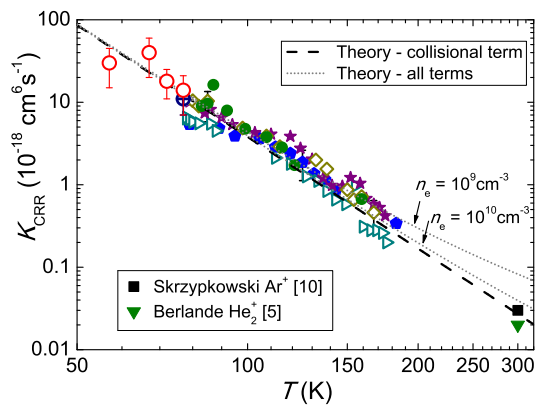 Theory - collisional term
Theory - all terms
100
10
1
0.1
0.01
K_CRR (10^-18 cm^6 s^-1)
n_e = 10^9 cm^-3
n_e = 10^10 cm^-3
Skrzypkowski Ar^+ [10]
Berlande He_2^+ [5]
50
100
150
200
250
300
T (K)